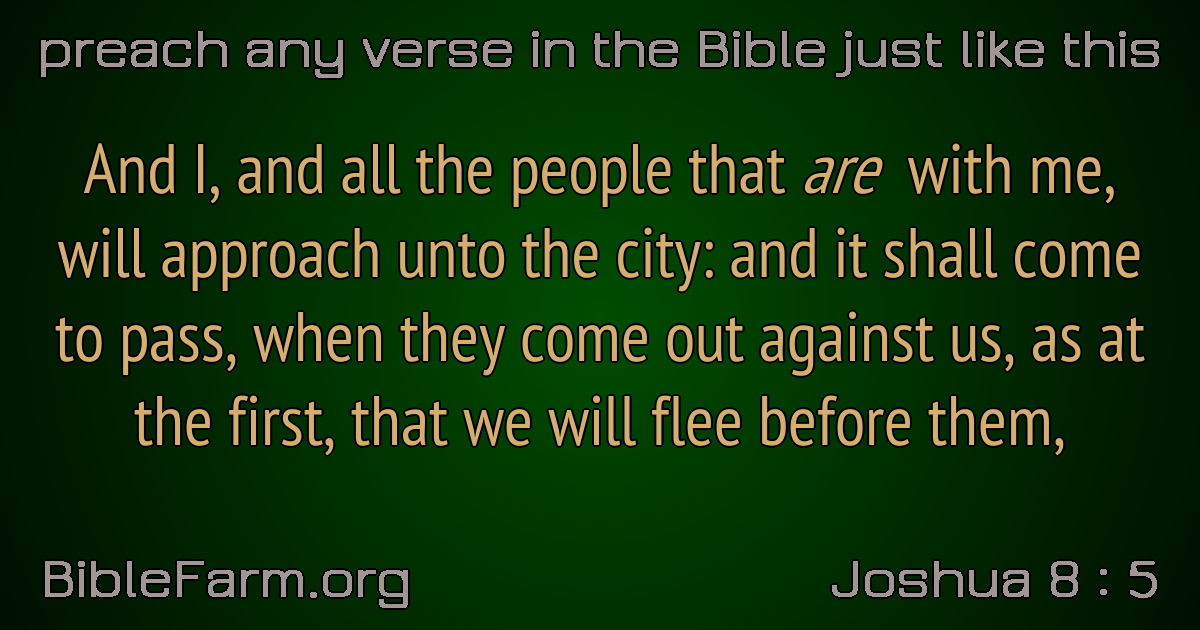 preach any verse in the Bible just like this
And I, and all the people that are with me,
will approach unto the city: and it shall come
to pass, when they come out against us, as at
the first, that we will flee before them,
BibleFarm.org
Joshua 8 : 5